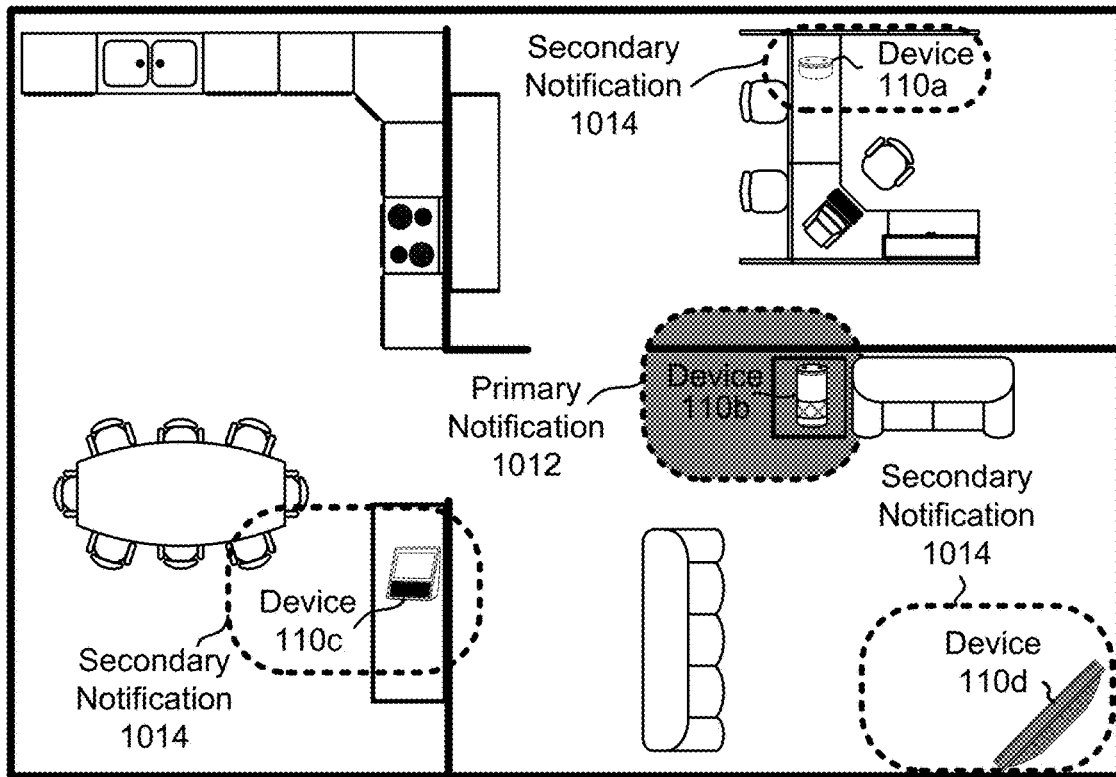 Secondary
Notification
1014
Device
110a
Primary
Notification
1012
Device
110b
Secondary
Notification
1014
Device
110d
Device
110c
Secondary
Notification
1014